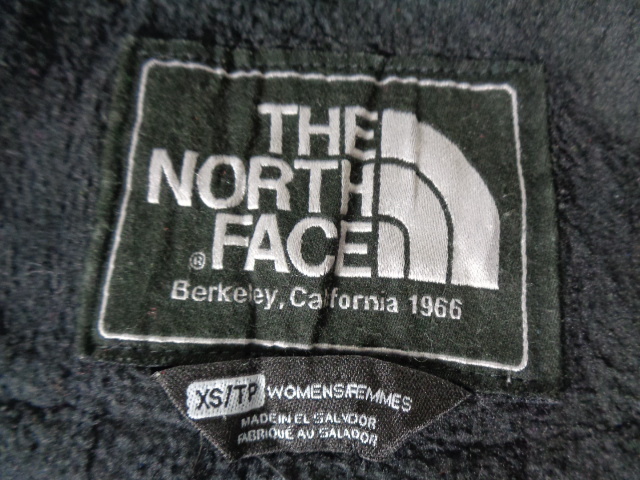 THE
NORTH
FACE
®
Berkeley, California 1966
XS/TP WOMENS/FEMMES
MADE IN EL SALVADOR
FABRIQUÉ AU SALVADOR